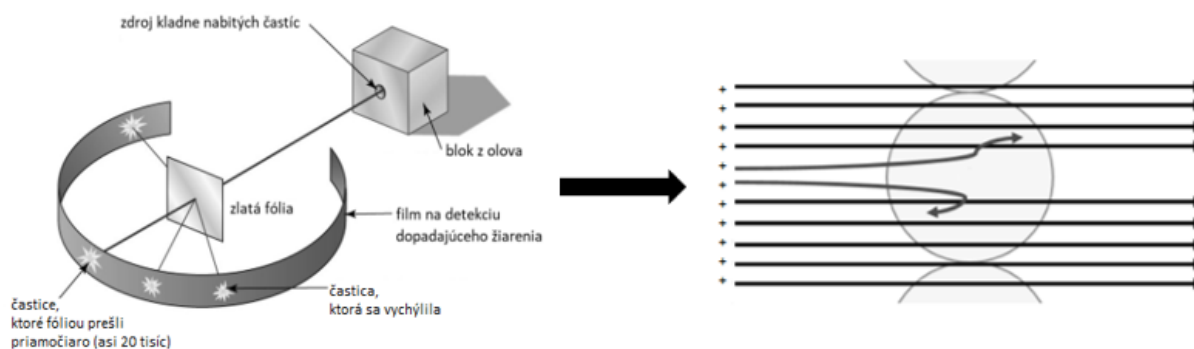 zdroj kladne nabitých častíc
blok z olova
zlatá fólia
film na detekciu
dopadajúceho žiarenia
častice,
ktoré fóliou prešli
priamočiaro (asi 20 tisíc)
častica,
ktorá sa vychýlila
+
+
+
+
+
+
+
+
+
+
+